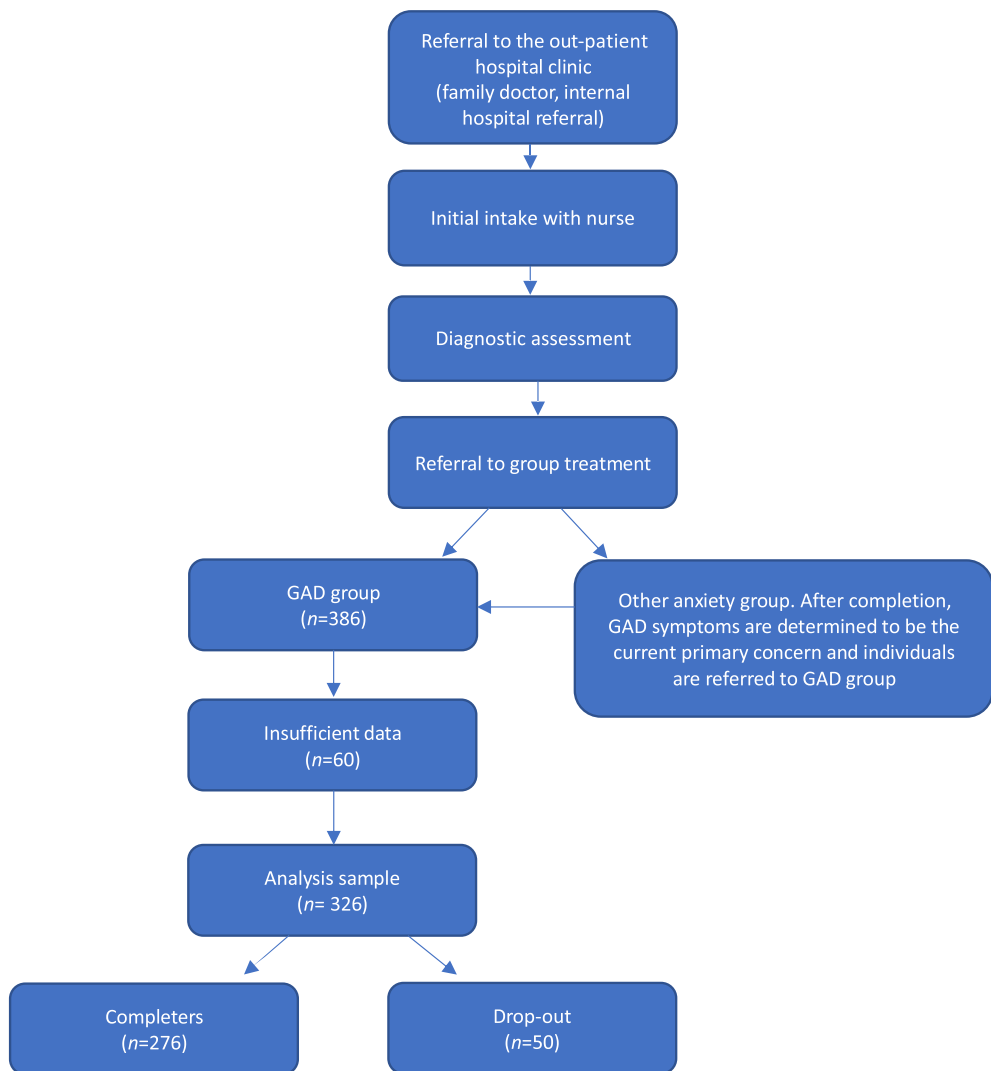 Referral to the out-patient
hospital clinic
(family doctor, internal
hospital referral)
Initial intake with nurse
Diagnostic assessment
Referral to group treatment
GAD group
(n=386)
Other anxiety group. After completion,
GAD symptoms are determined to be the
current primary concern and individuals
are referred to GAD group
Insufficient data
(n=60)
Analysis sample
(n= 326)
Completers
(n=276)
Drop-out
(n=50)